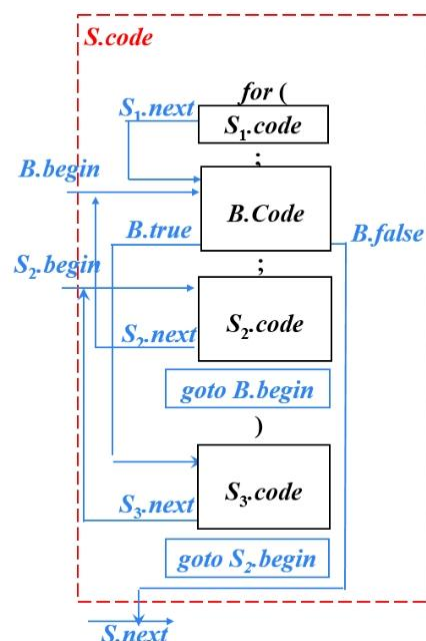 S.code
for (
S₁.next
S₁.code
;
B.begin
B.Code
B.true
B.false
;
S₂.begin
S₂.code
S₂.next
goto B.begin
)
S₃.code
S₃.next
goto S₂.begin
S.next